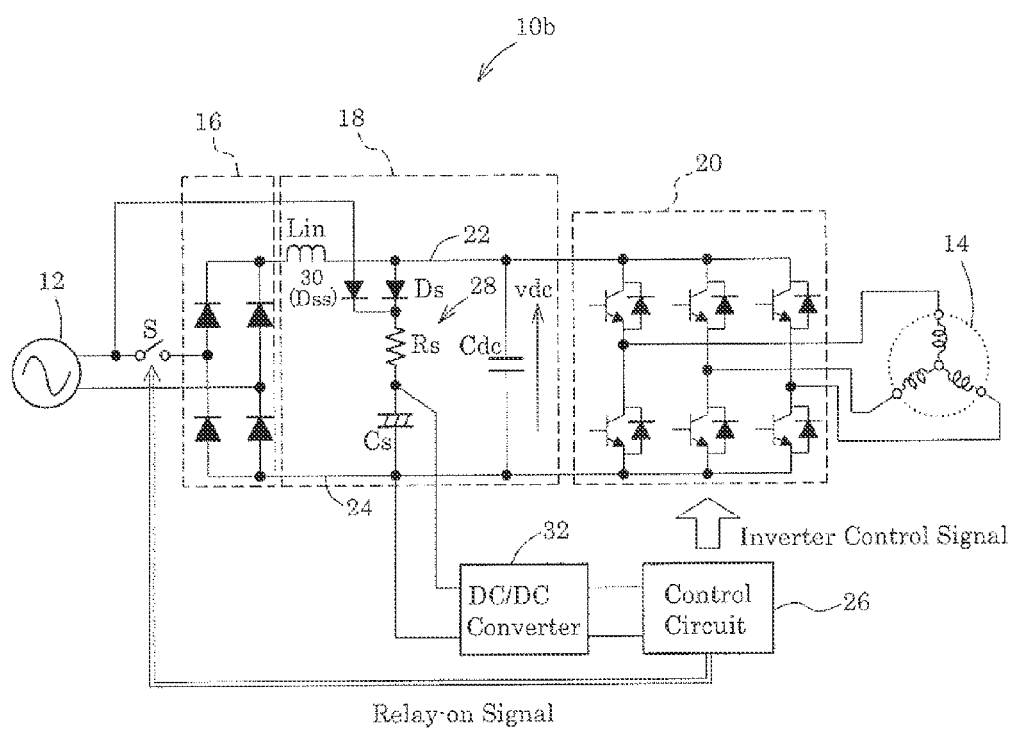 10b
16
18
20
Lin
22
14
12
30
(Dss)
Ds
28
vdc
S
Rs
Cdc
Cs
24
Inverter Control Signal
32
DC/DC
Converter
Control
Circuit
26
Relay-on Signal